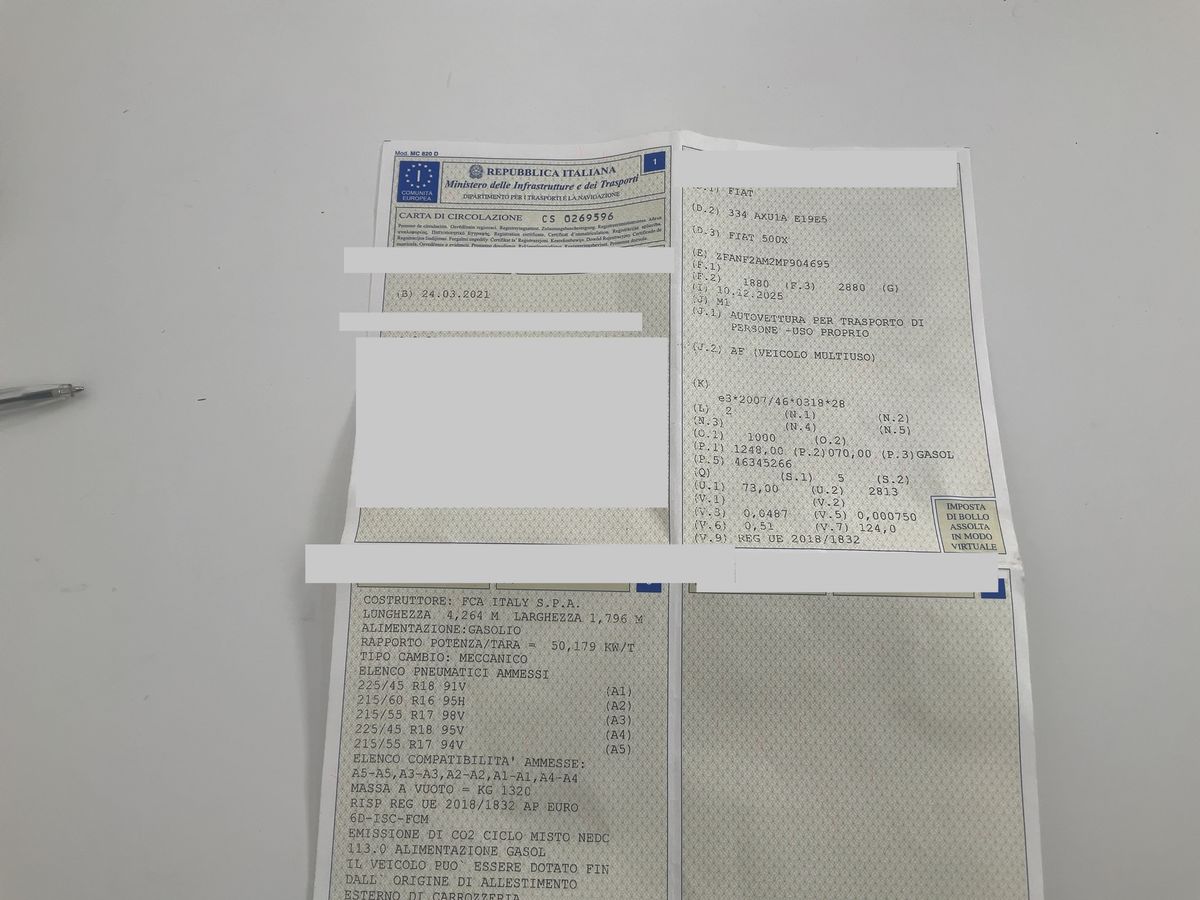 Mod. MC 820 D
I
COMUNITÀ
EUROPEA
REPUBBLICA ITALIANA
Ministero delle Infrastrutture e dei Trasporti
DIPARTIMENTO PER I TRASPORTI E LA NAVIGAZIONE
1
CARTA DI CIRCOLAZIONE CS 0269596
(B) 24.03.2021
FIAT
(D.2) 334 AXU1A E19E5
(D.3) FIAT 500X
(E) ZFANF2AM2MP904695
(F.1)
(F.2) 1880 (F.3) 2880 (G)
(I) 10.12.2025
(J) M1
(J.1) AUTOVETTURA PER TRASPORTO DI
PERSONE -USO PROPRIO
(J.2) AF (VEICOLO MULTIUSO)
(K)
e3*2007/46*0318*28
(L) 2 (N.1) (N.2)
(N.3) (N.4) (N.5)
(O.1) 1000 (O.2)
(P.1) 1248,00 (P.2)070,00 (P.3)GASOL
(P.5) 46345266
(Q) (S.1) 5 (S.2)
(U.1) 73,00 (U.2) 2813
(V.1) (V.2)
(V.3) 0,0487 (V.5) 0,000750
(V.6) 0,51 (V.7) 124,0
(V.9) REG UE 2018/1832
IMPOSTA
DI BOLLO
ASSOLTA
IN MODO
VIRTUALE
COSTRUTTORE: FCA ITALY S.P.A.
LUNGHEZZA 4,264 M LARGHEZZA 1,796 M
ALIMENTAZIONE:GASOLIO
RAPPORTO POTENZA/TARA = 50,179 KW/T
TIPO CAMBIO: MECCANICO
ELENCO PNEUMATICI AMMESSI
225/45 R18 91V (A1)
215/60 R16 95H (A2)
215/55 R17 98V (A3)
225/45 R18 95V (A4)
215/55 R17 94V (A5)
ELENCO COMPATIBILITA' AMMESSE:
A5-A5,A3-A3,A2-A2,A1-A1,A4-A4
MASSA A VUOTO = KG 1320
RISP REG UE 2018/1832 AP EURO
6D-ISC-FCM
EMISSIONE DI CO2 CICLO MISTO NEDC
113.0 ALIMENTAZIONE GASOL
IL VEICOLO PUO` ESSERE DOTATO FIN
DALL` ORIGINE DI ALLESTIMENTO
ESTERNO DI CARROZZERIA